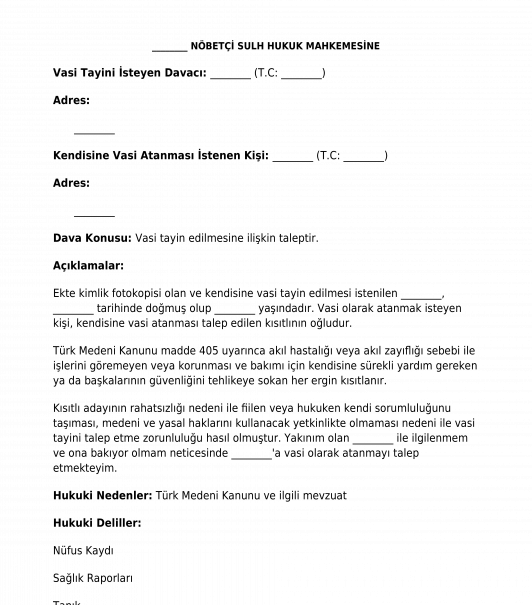 _______ NÖBETÇİ SULH HUKUK MAHKEMESİNE
Vasi Tayini İsteyen Davacı: ________ (T.C: ________)
Adres:
________
Kendisine Vasi Atanması İstenen Kişi: ________ (T.C: ________)
Adres:
________
Dava Konusu: Vasi tayin edilmesine ilişkin taleptir.
Açıklamalar:
Ekte kimlik fotokopisi olan ve kendisine vasi tayin edilmesi istenilen ________,
________ tarihinde doğmuş olup ________ yaşındadır. Vasi olarak atanmak isteyen
kişi, kendisine vasi atanması talep edilen kısıtlının oğludur.
Türk Medeni Kanunu madde 405 uyarınca akıl hastalığı veya akıl zayıflığı sebebi ile
işlerini göremeyen veya korunması ve bakımı için kendisine sürekli yardım gereken
ya da başkalarının güvenliğini tehlikeye sokan her ergin kısıtlanır.
Kısıtlı adayının rahatsızlığı nedeni ile fiilen veya hukuken kendi sorumluluğunu
taşıması, medeni ve yasal haklarını kullanacak yetkinlikte olmaması nedeni ile vasi
tayini talep etme zorunluluğu hasıl olmuştur. Yakınım olan ________ ile ilgilenmem
ve ona bakıyor olmam neticesinde ________'a vasi olarak atanmayı talep
etmekteyim.
Hukuki Nedenler: Türk Medeni Kanunu ve ilgili mevzuat
Hukuki Deliller:
Nüfus Kaydı
Sağlık Raporları
Tanık